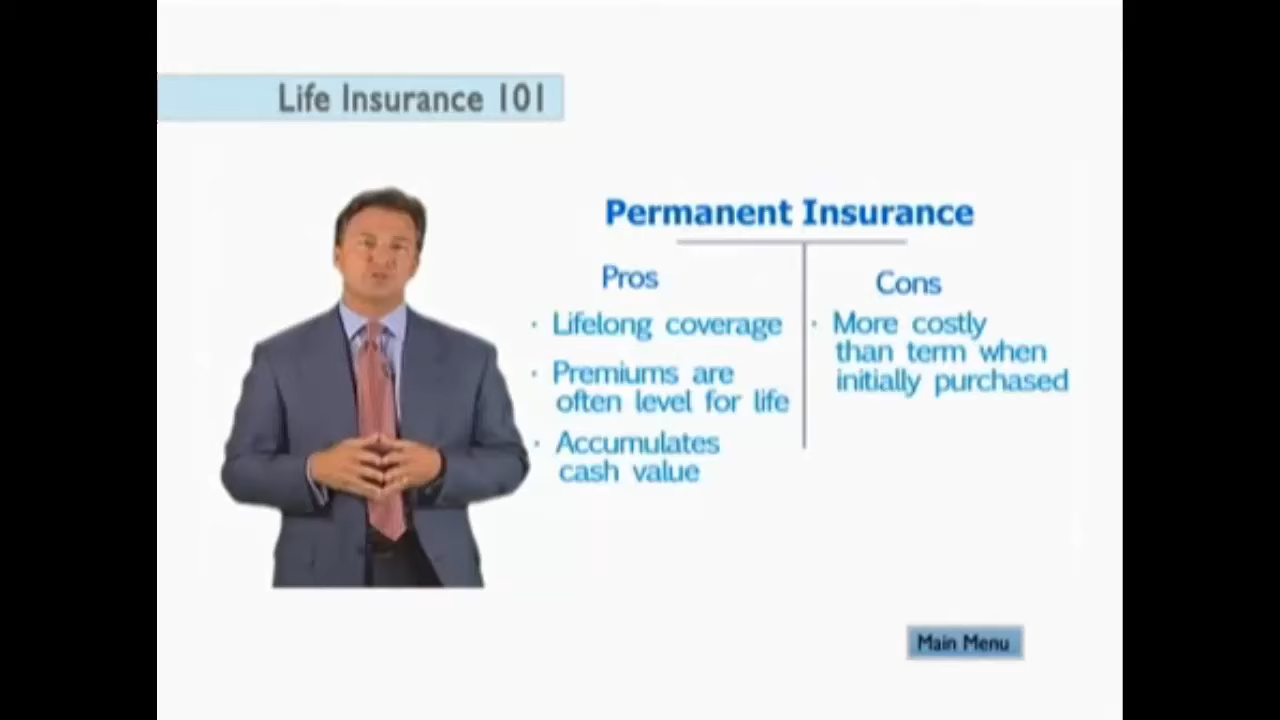 Life Insurance 101
Permanent Insurance
Pros
· Lifelong coverage
· Premiums are
often level for life
· Accumulates
cash value
Cons
· More costly
than term when
initially purchased
Main Menu